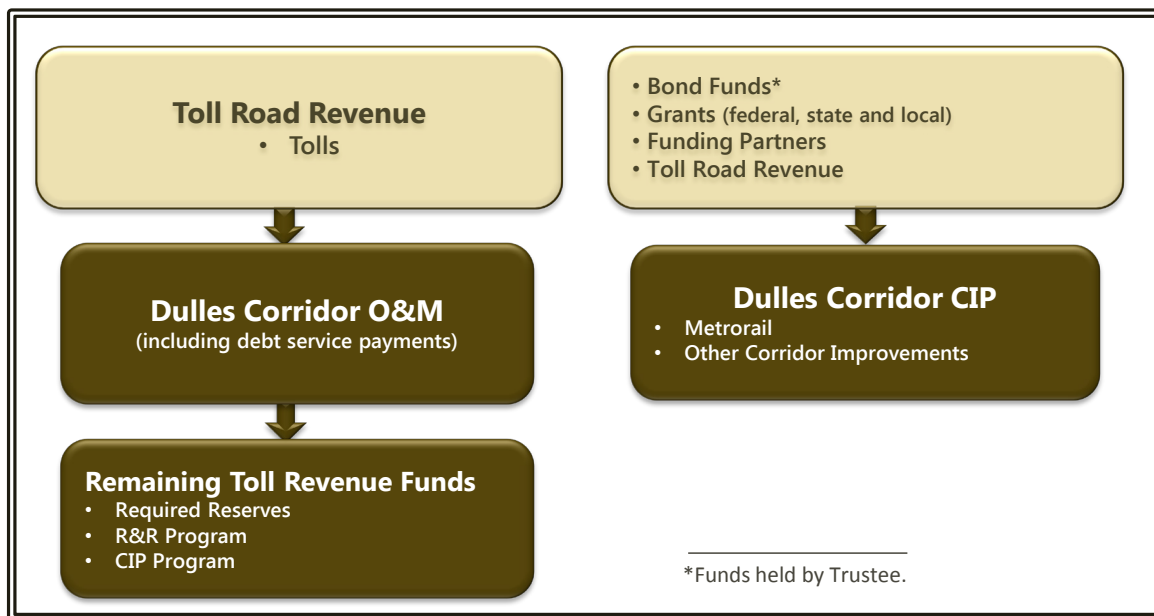 Toll Road Revenue
• Tolls
Dulles Corridor O&M
(including debt service payments)
Remaining Toll Revenue Funds
• Required Reserves
• R&R Program
• CIP Program
• Bond Funds*
• Grants (federal, state and local)
• Funding Partners
• Toll Road Revenue
Dulles Corridor CIP
• Metrorail
• Other Corridor Improvements
*Funds held by Trustee.